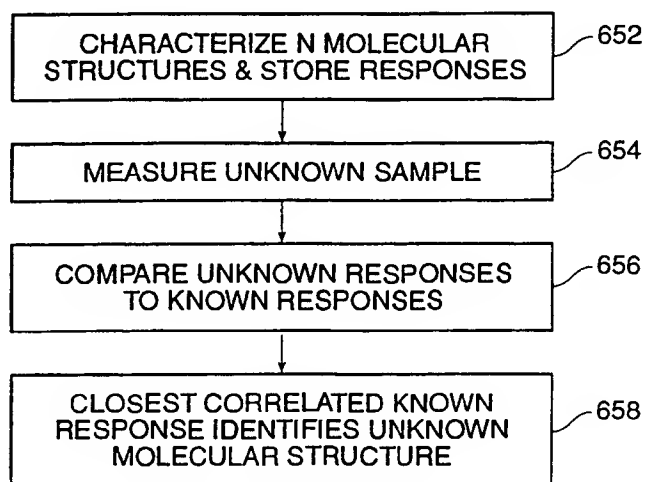 CHARACTERIZE N MOLECULAR
STRUCTURES & STORE RESPONSES
652
MEASURE UNKNOWN SAMPLE
654
COMPARE UNKNOWN RESPONSES
TO KNOWN RESPONSES
656
CLOSEST CORRELATED KNOWN
RESPONSE IDENTIFIES UNKNOWN
MOLECULAR STRUCTURE
658